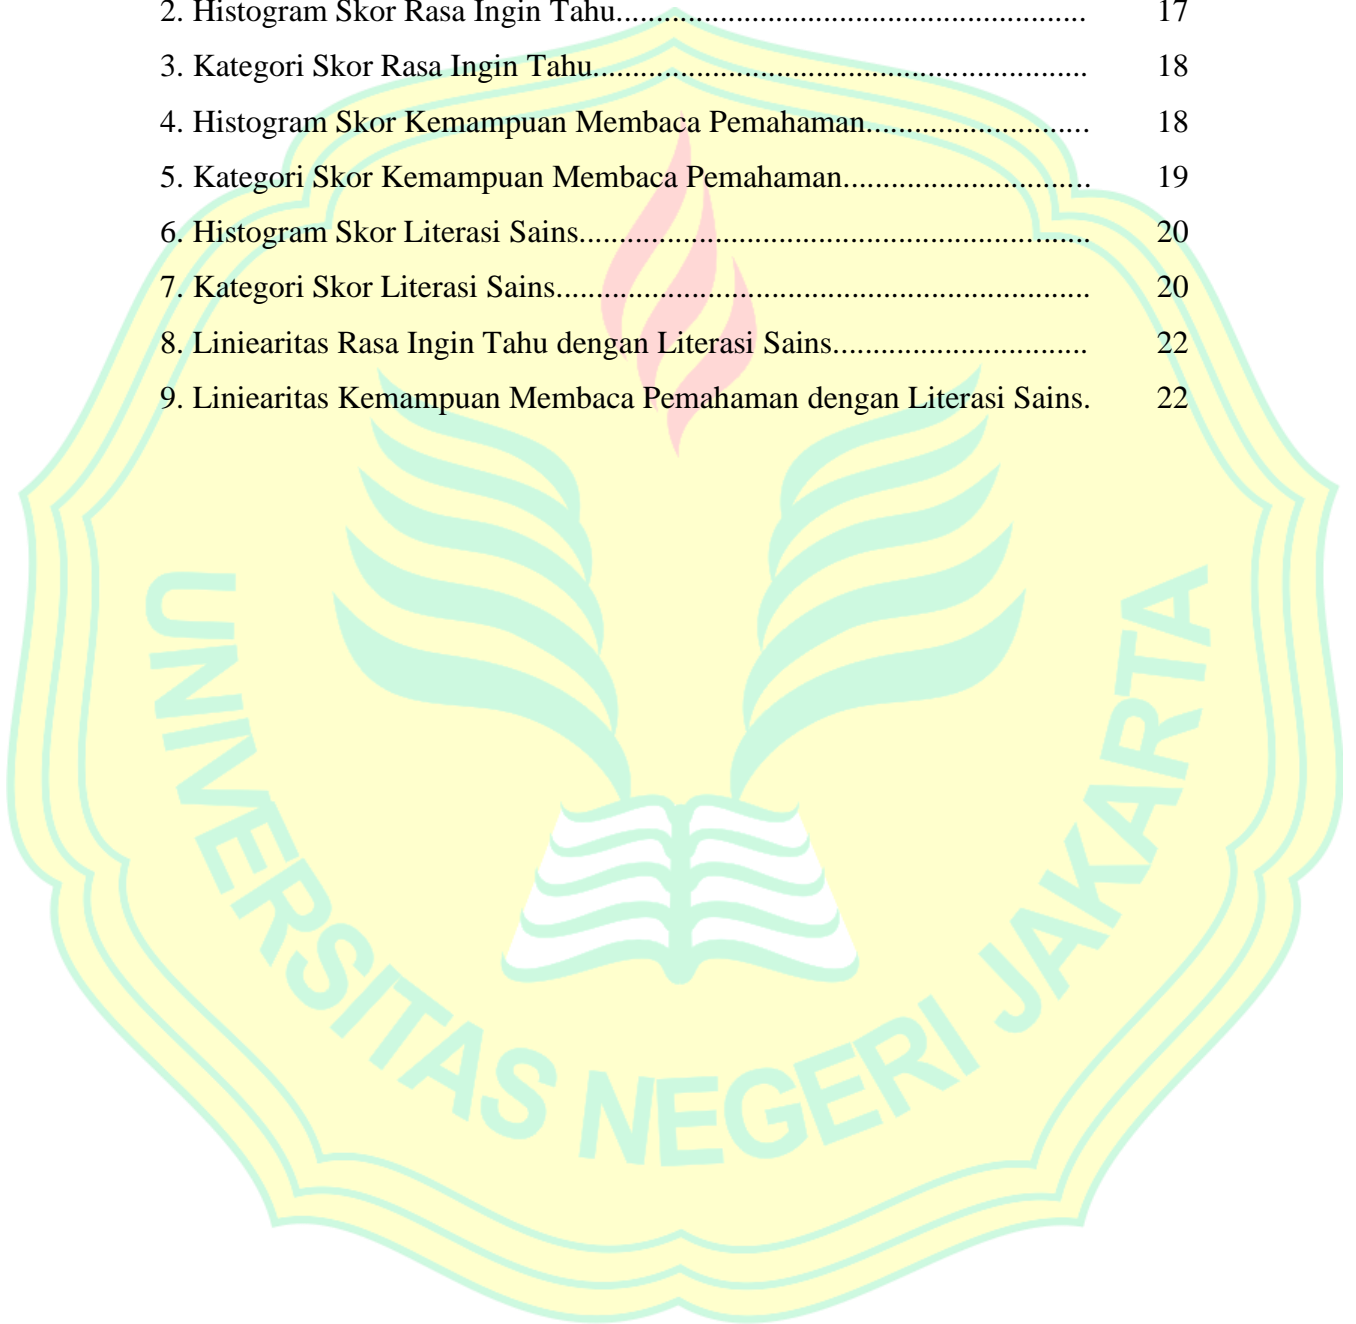 2. Histogram Skor Rasa Ingin Tahu.......................................................... 17
3. Kategori Skor Rasa Ingin Tahu............................................................. 18
4. Histogram Skor Kemampuan Membaca Pemahaman........................... 18
5. Kategori Skor Kemampuan Membaca Pemahaman.............................. 19
6. Histogram Skor Literasi Sains.............................................................. 20
7. Kategori Skor Literasi Sains................................................................. 20
8. Liniearitas Rasa Ingin Tahu dengan Literasi Sains............................... 22
9. Liniearitas Kemampuan Membaca Pemahaman dengan Literasi Sains. 22
UNIVERSITAS NEGERI JAKARTA